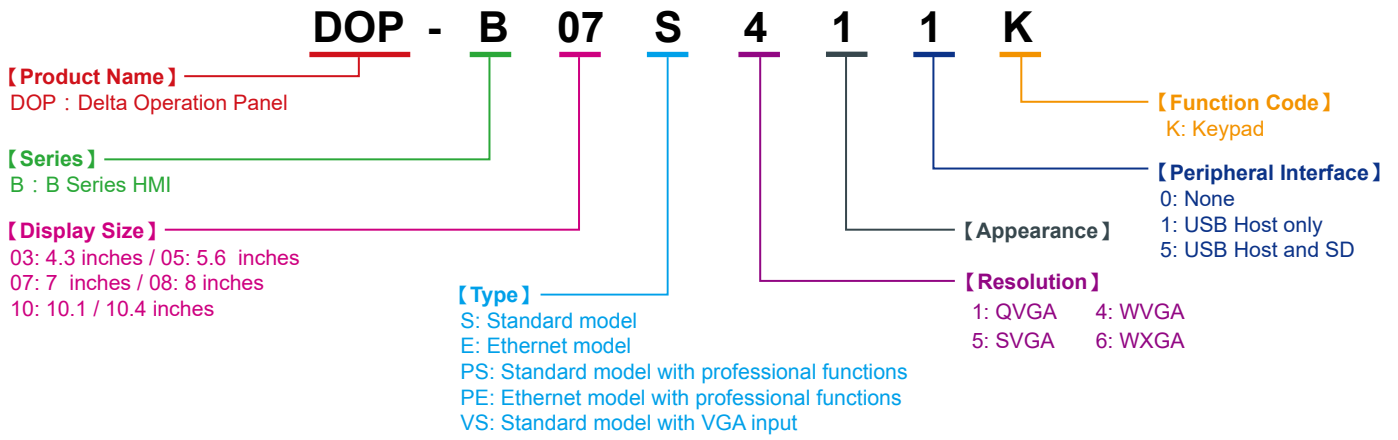 DOP - B 07 S 4 1 1 K
【Product Name】
DOP : Delta Operation Panel
【Series】
B : B Series HMI
【Display Size】
03: 4.3 inches / 05: 5.6 inches
07: 7 inches / 08: 8 inches
10: 10.1 / 10.4 inches
【Type】
S: Standard model
E: Ethernet model
PS: Standard model with professional functions
PE: Ethernet model with professional functions
VS: Standard model with VGA input
【Resolution】
1: QVGA 4: WVGA
5: SVGA 6: WXGA
【Appearance】
【Peripheral Interface】
0: None
1: USB Host only
5: USB Host and SD
【Function Code】
K: Keypad